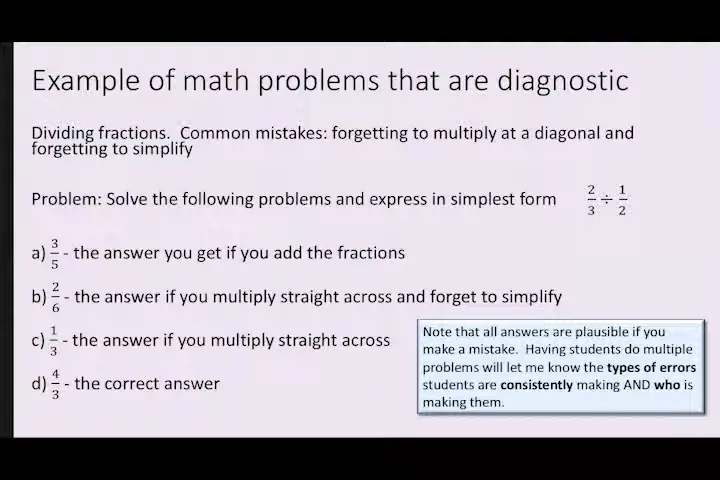 Example of math problems that are diagnostic
Dividing fractions. Common mistakes: forgetting to multiply at a diagonal and
forgetting to simplify
Problem: Solve the following problems and express in simplest form 2/3 ÷ 1/2
a) 3/5 - the answer you get if you add the fractions
b) 2/6 - the answer if you multiply straight across and forget to simplify
c) 1/3 - the answer if you multiply straight across
d) 4/3 - the correct answer
Note that all answers are plausible if you
make a mistake. Having students do multiple
problems will let me know the types of errors
students are consistently making AND who is
making them.